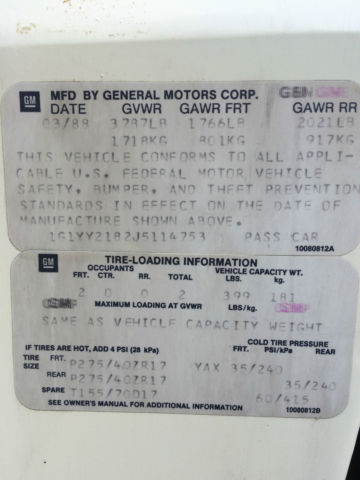 GM
MFD BY GENERAL MOTORS CORP.
DATE GVWR GAWR FRT GAWR RR
03/88 3787LB 1766LB 2021LB
1718KG 801KG 917KG
THIS VEHICLE CONFORMS TO ALL APPLI-
CABLE U.S. FEDERAL MOTOR VEHICLE
SAFETY, BUMPER, AND THEFT PREVENTION
STANDARDS IN EFFECT ON THE DATE OF
MANUFACTURE SHOWN ABOVE.
1G1YY2182J5114753 PASS CAR
10080812A
GM TIRE-LOADING INFORMATION
OCCUPANTS VEHICLE CAPACITY WT.
FRT. CTR. RR. TOTAL LBS./kg.
2 0 0 2 399 181
MAXIMUM LOADING AT GVWR LBS/kg.
SAME AS VEHICLE CAPACITY WEIGHT
IF TIRES ARE HOT, ADD 4 PSI (28 kPa) COLD TIRE PRESSURE
TIRE SIZE FRT. P275/40ZR17 YAX 35/240 FRT. PSI/kPa RR
REAR P275/40ZR17 35/240
SPARE T155/70D17 60/415
SEE OWNER'S MANUAL FOR ADDITIONAL INFORMATION 10080812B